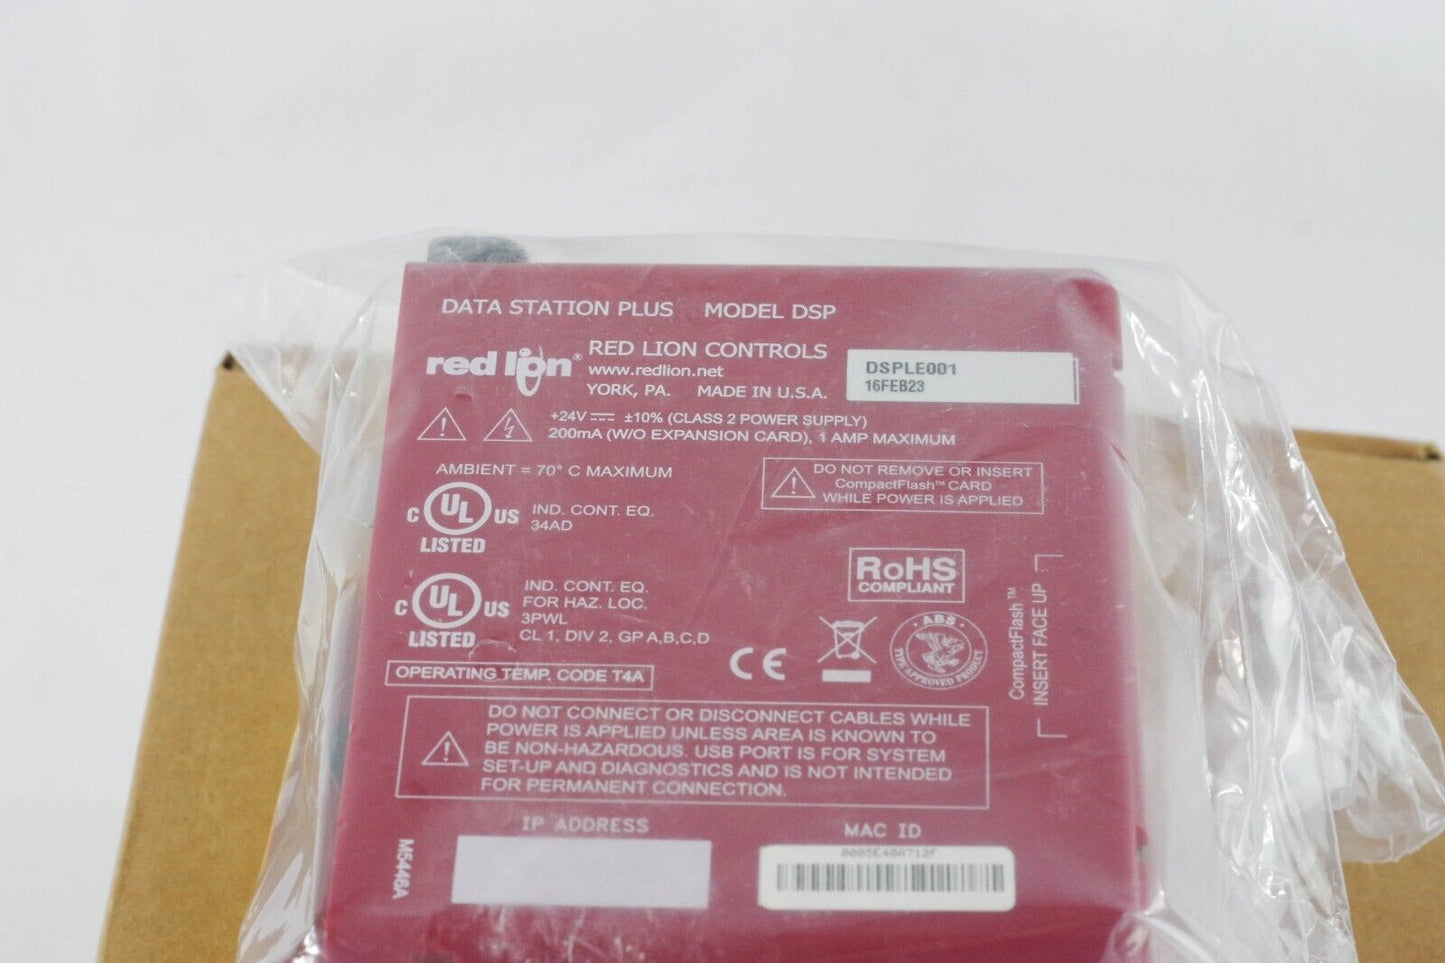 DATA STATION PLUS MODEL DSP
red lion® RED LION CONTROLS
www.redlion.net
YORK, PA. MADE IN U.S.A.
DSPLE001
16FEB23
+24V ⎓ ±10% (CLASS 2 POWER SUPPLY)
200mA (W/O EXPANSION CARD), 1 AMP MAXIMUM
AMBIENT = 70° C MAXIMUM
DO NOT REMOVE OR INSERT
CompactFlash™ CARD
WHILE POWER IS APPLIED
C UL US
LISTED
IND. CONT. EQ.
34AD
RoHS
COMPLIANT
C UL US
LISTED
IND. CONT. EQ.
FOR HAZ. LOC.
3PWL
CL 1, DIV 2, GP A,B,C,D
CE
ABS
TYPE APPROVED PRODUCT
CompactFlash™
INSERT FACE UP
OPERATING TEMP. CODE T4A
DO NOT CONNECT OR DISCONNECT CABLES WHILE
POWER IS APPLIED UNLESS AREA IS KNOWN TO
BE NON-HAZARDOUS. USB PORT IS FOR SYSTEM
SET-UP AND DIAGNOSTICS AND IS NOT INTENDED
FOR PERMANENT CONNECTION.
IP ADDRESS
MAC ID
0005E40A712F
M5446A